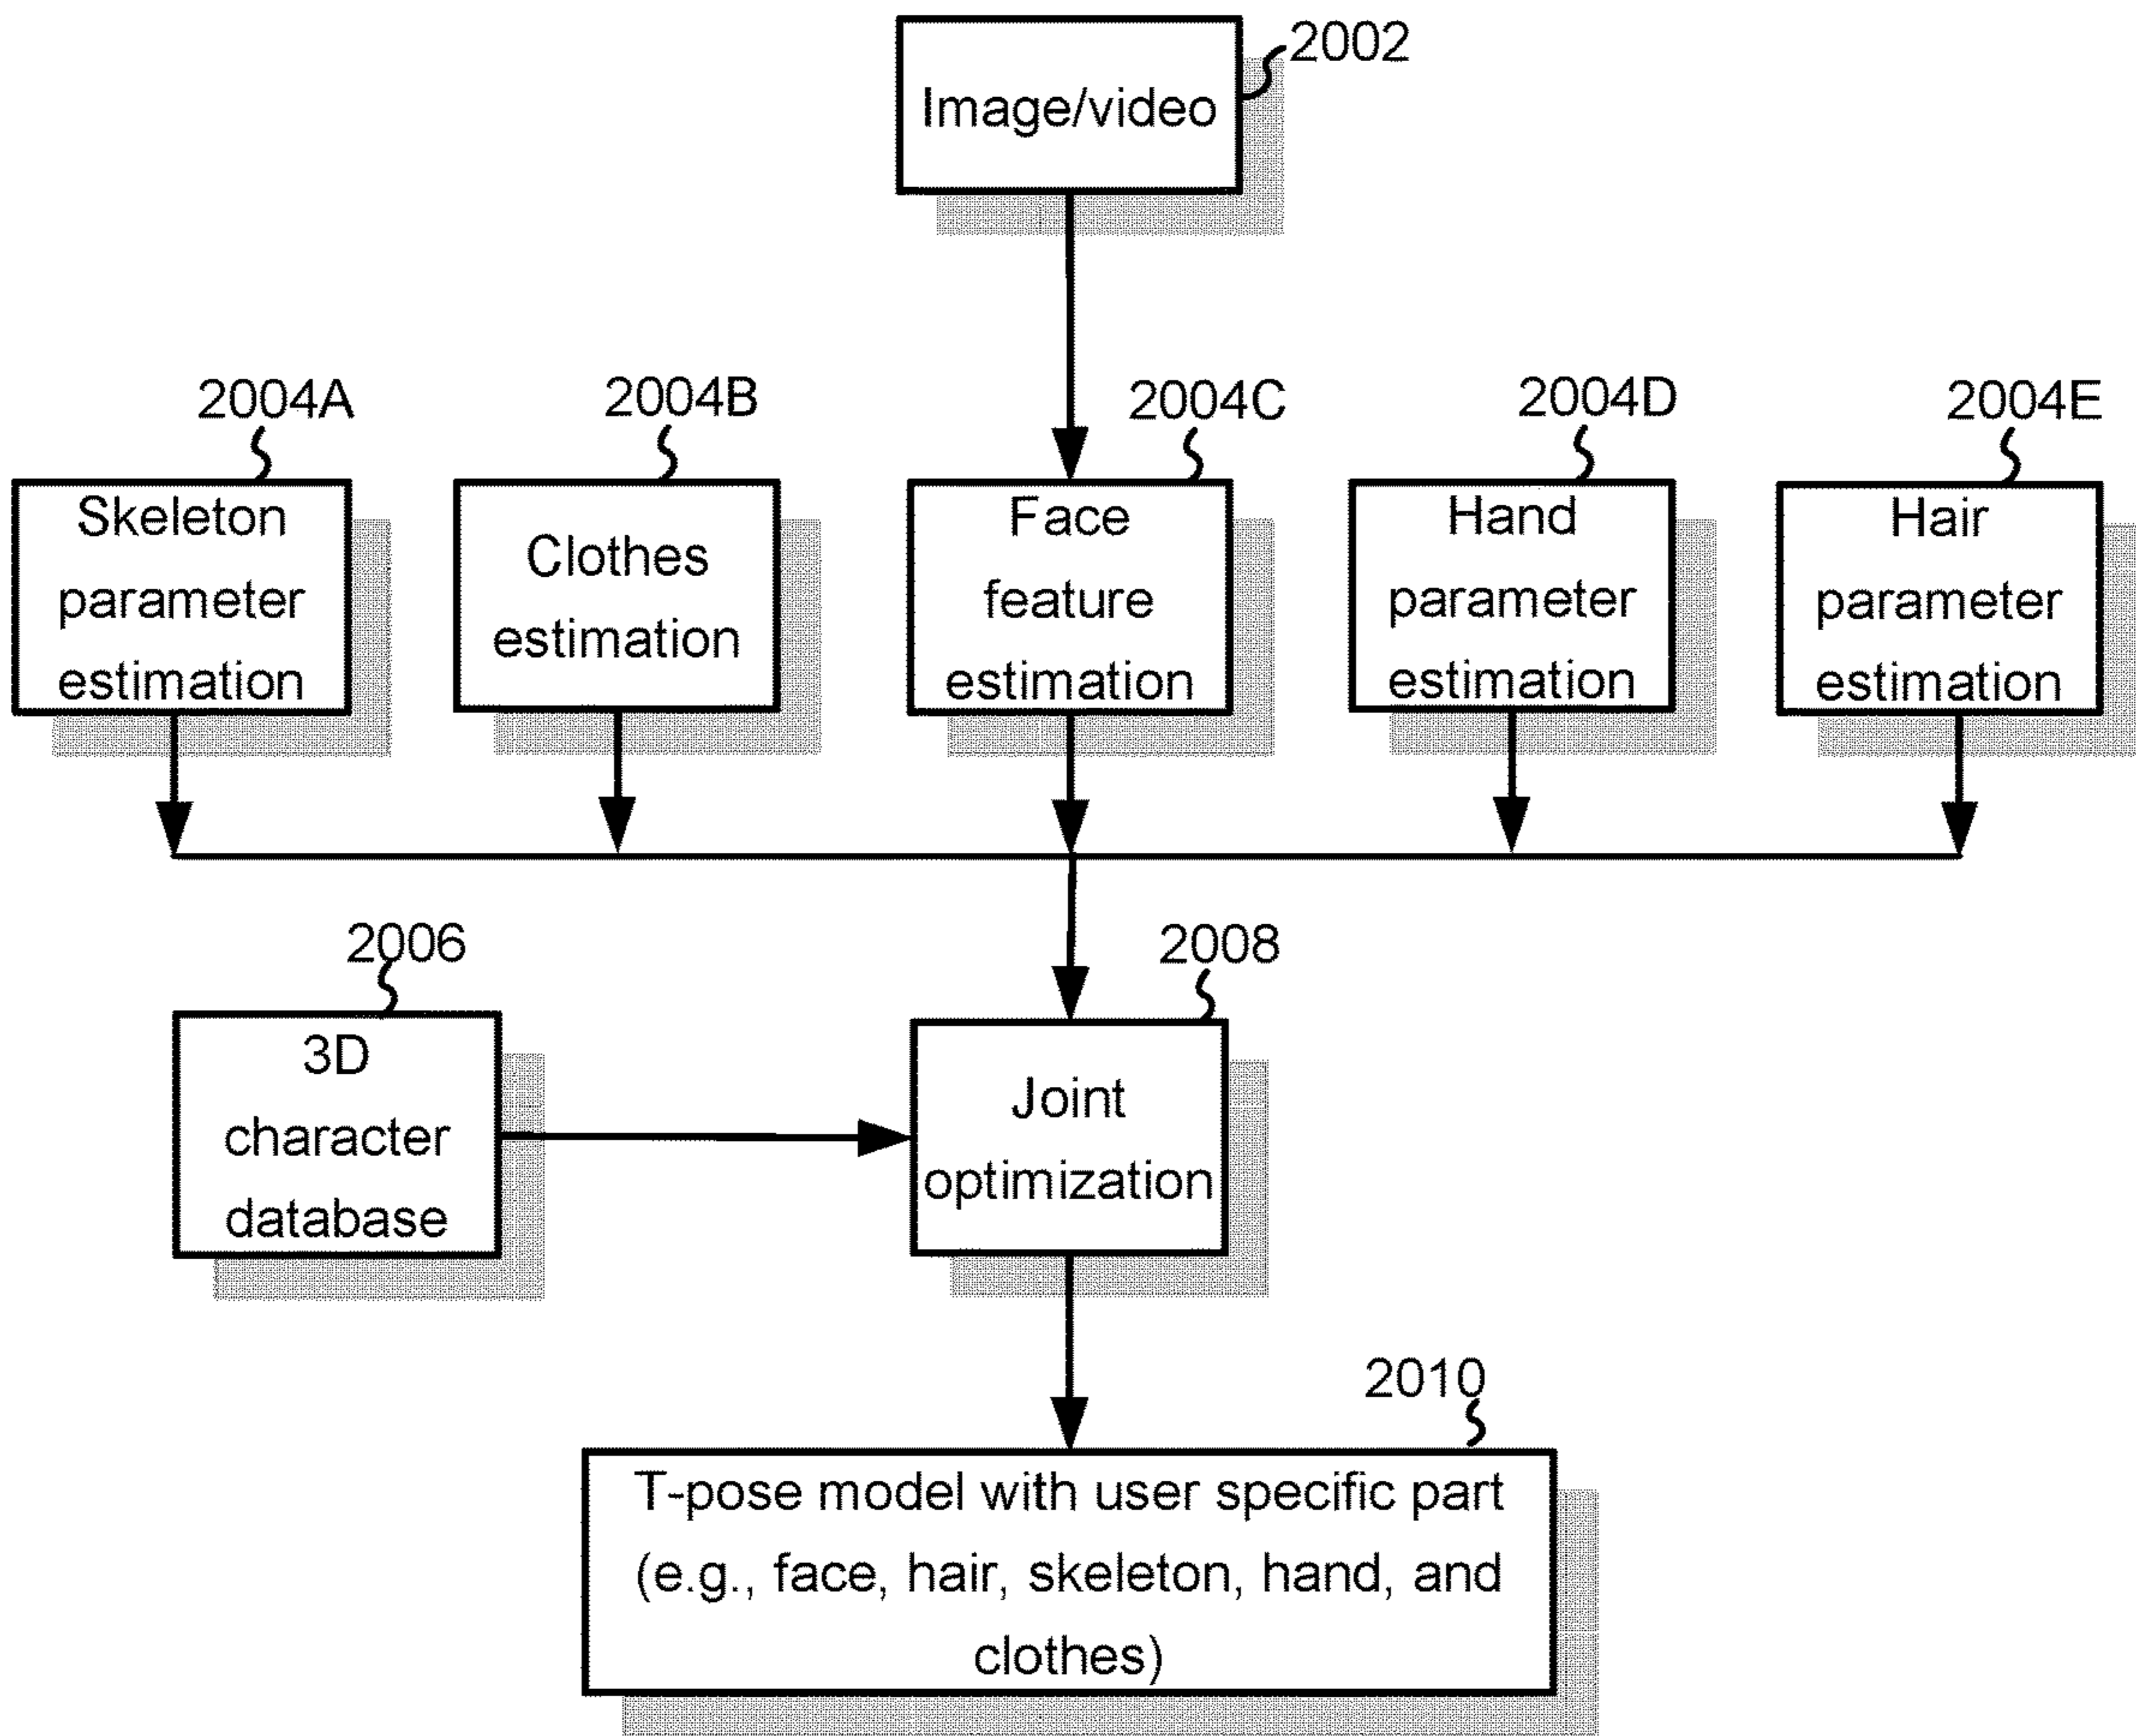 2002
Image/video
2004A
2004B
2004C
2004D
2004E
Skeleton
parameter
estimation
Clothes
estimation
Face
feature
estimation
Hand
parameter
estimation
Hair
parameter
estimation
2006
2008
3D
character
database
Joint
optimization
2010
T-pose model with user specific part
(e.g., face, hair, skeleton, hand, and
clothes)